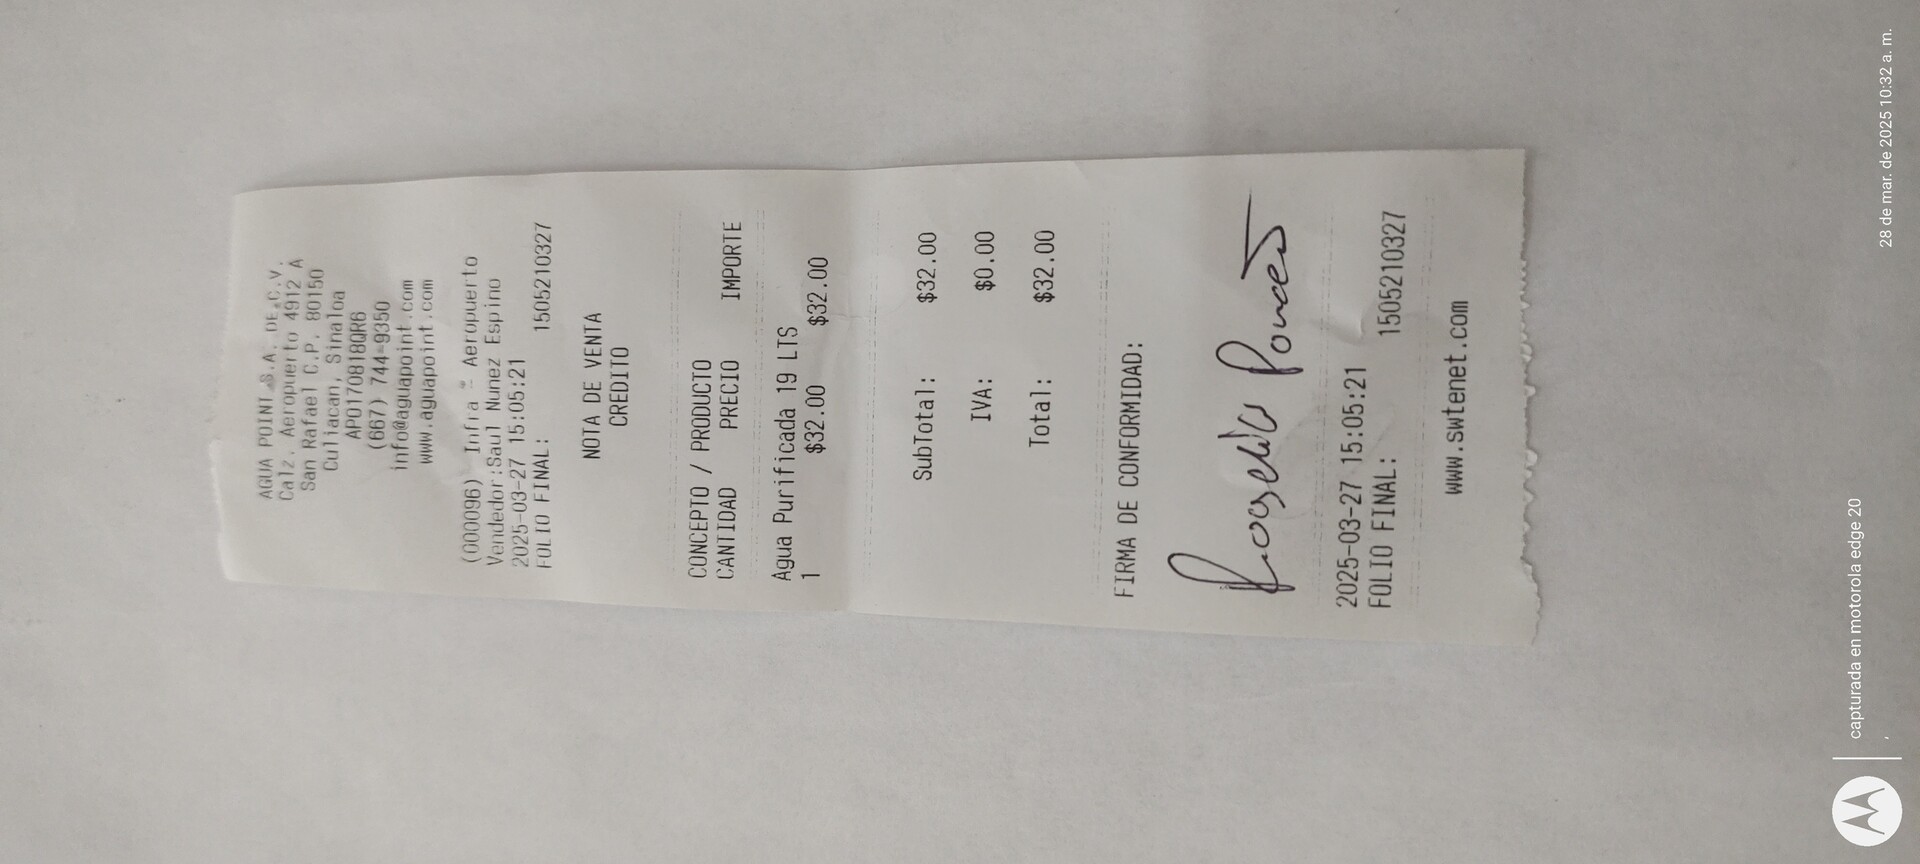 AGUA POINT S.A. DE C.V.
Calz. Aeropuerto 4912 A
San Rafael C.P. 80150
Culiacan, Sinaloa
APO170818QR6
(667) 744-9350
info@aguapoint.com
www.aguapoint.com
(000096) Infra - Aeropuerto
Vendedor:Saul Nunez Espino
2025-03-27 15:05:21
FOLIO FINAL: 1505210327
NOTA DE VENTA
CREDITO
CONCEPTO / PRODUCTO
CANTIDAD PRECIO IMPORTE
Agua Purificada 19 LTS
1 $32.00 $32.00
SubTotal: $32.00
IVA: $0.00
Total: $32.00
FIRMA DE CONFORMIDAD:
Rogelio
2025-03-27 15:05:21
FOLIO FINAL: 1505210327
www.swtenet.com
capturada en motorola edge 20
28 de mar. de 2025 10:32 a. m.